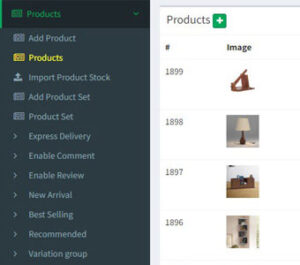 Products
Add Product
Products
Import Product Stock
Add Product Set
Product Set
Express Delivery
Enable Comment
Enable Review
New Arrival
Best Selling
Recommended
Variation group
Products
# Image
1899
1898
1897
1896